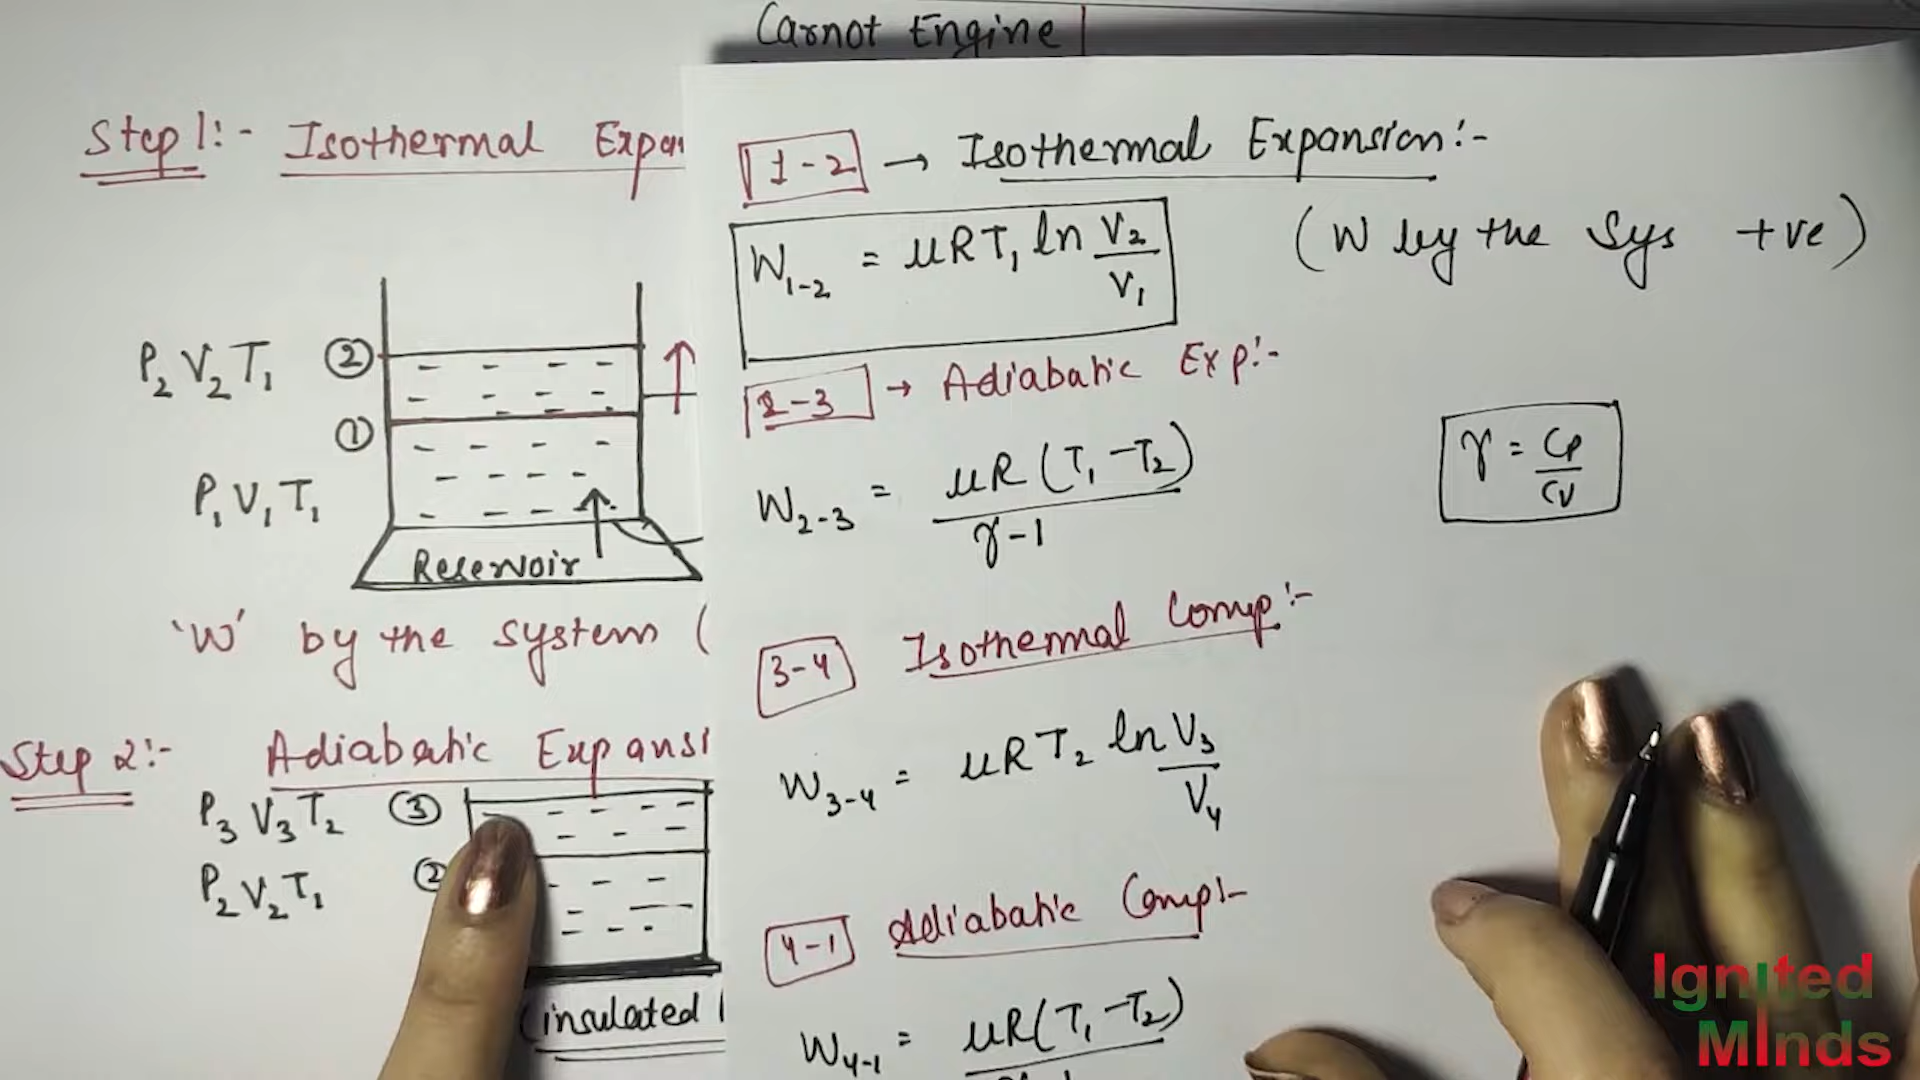 Carnot Engine
Step 1:- Isothermal Expan
P₂ V₂ T₁ ②
①
P₁ V₁ T₁
Reservoir
'W' by the system (
Step 2:- Adiabatic Expansi
P₃ V₃ T₂ ③
P₂ V₂ T₁ ②
(insulated
1-2 → Isothermal Expansion:-
W₁₋₂ = μRT₁ ln V₂/V₁
(W by the Sys +ve)
2-3 → Adiabatic Exp:-
W₂₋₃ = μR(T₁-T₂)/γ-1
γ = Cp/Cv
3-4 Isothermal Comp:-
W₃₋₄ = μRT₂ ln V₃/V₄
4-1 Adiabatic Comp:-
W₄₋₁ = μR(T₁-T₂)
Ignited
MInds